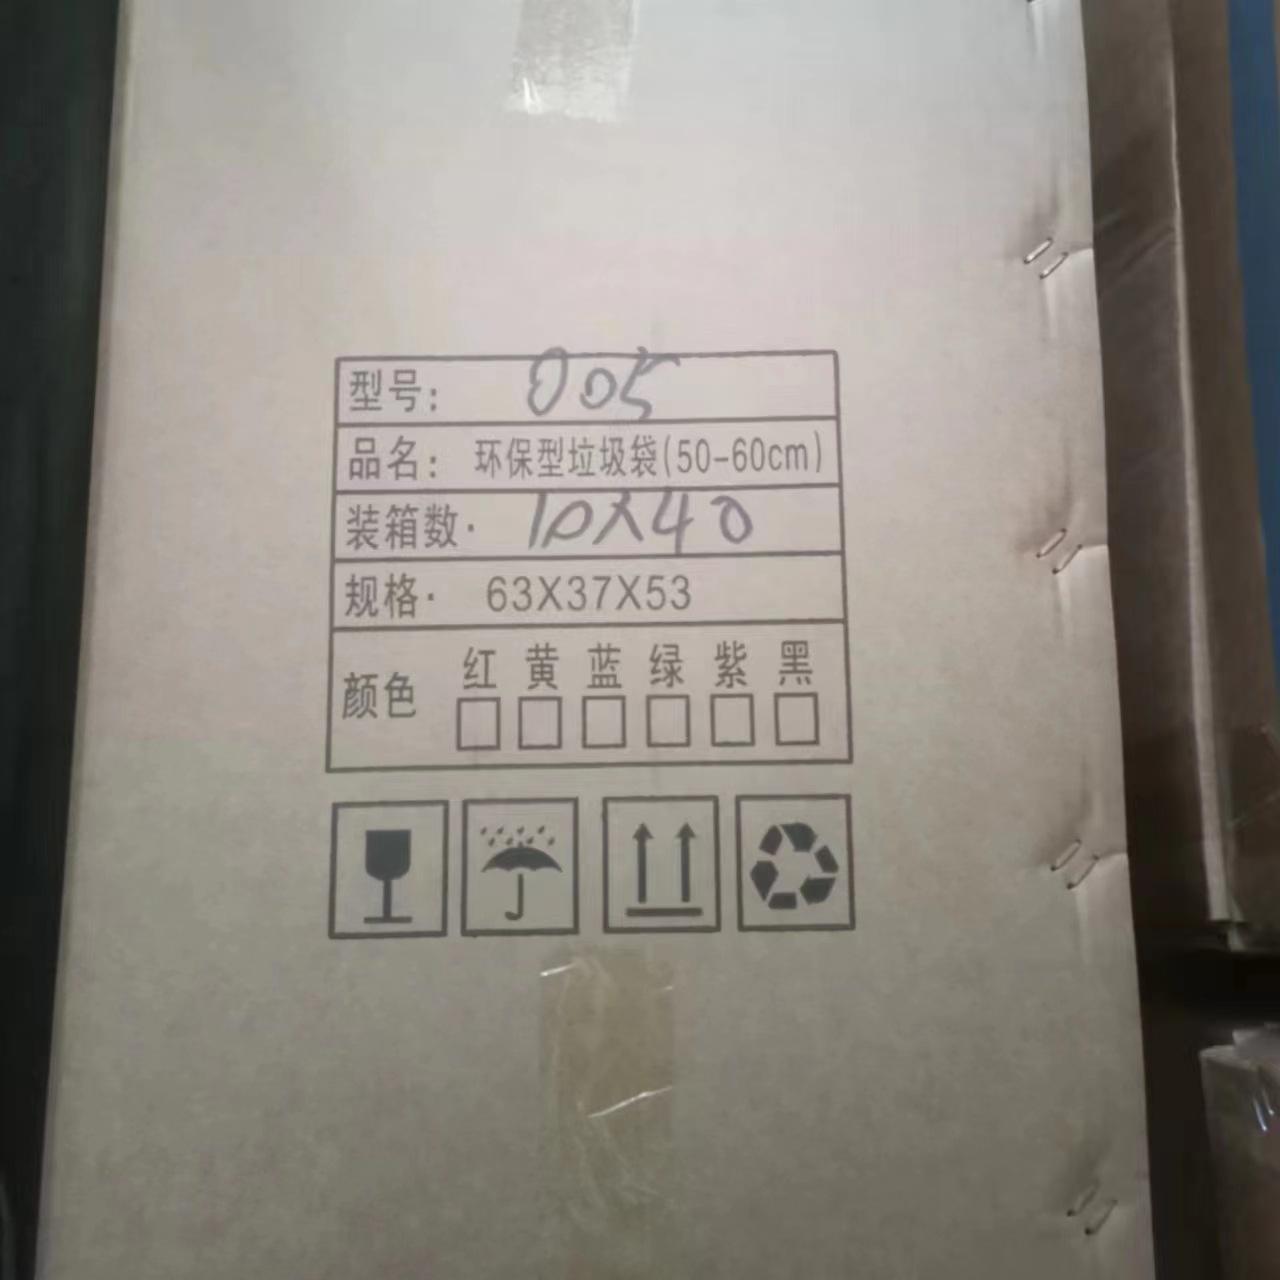 型号: 005
品名: 环保型垃圾袋(50-60cm)
装箱数· 10X40
规格· 63X37X53
红 黄 蓝 绿 紫 黑
颜色 □ □ □ □ □ □